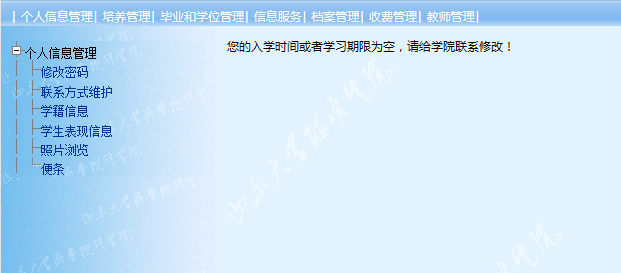 | 个人信息管理| 培养管理| 毕业和学位管理| 信息服务| 档案管理| 收费管理| 教师管理|
个人信息管理
您的入学时间或者学习期限为空，请给学院联系修改！
修改密码
联系方式维护
学籍信息
学生表现信息
照片浏览
便条